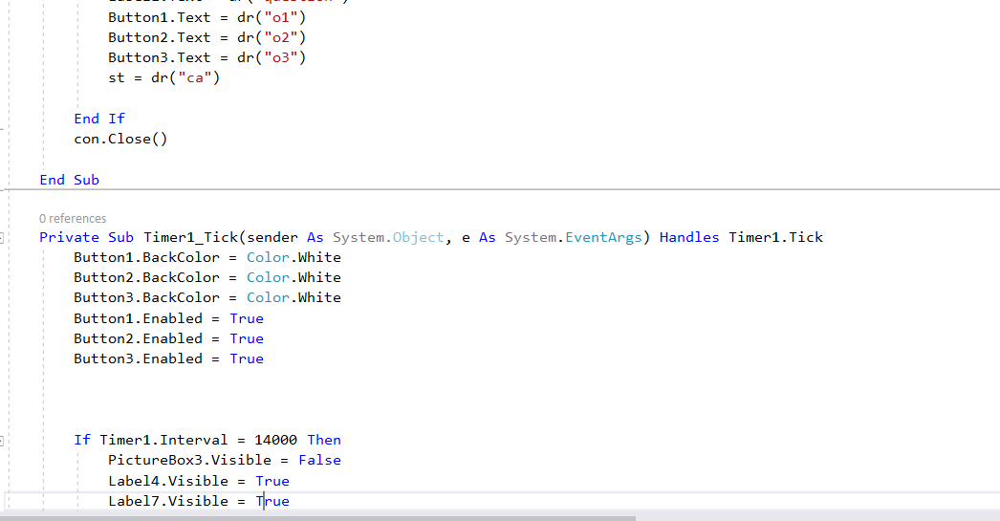 Button1.Text = dr("o1")
Button2.Text = dr("o2")
Button3.Text = dr("o3")
st = dr("ca")
End If
con.Close()
End Sub
0 references
Private Sub Timer1_Tick(sender As System.Object, e As System.EventArgs) Handles Timer1.Tick
Button1.BackColor = Color.White
Button2.BackColor = Color.White
Button3.BackColor = Color.White
Button1.Enabled = True
Button2.Enabled = True
Button3.Enabled = True
If Timer1.Interval = 14000 Then
PictureBox3.Visible = False
Label4.Visible = True
Label7.Visible = True